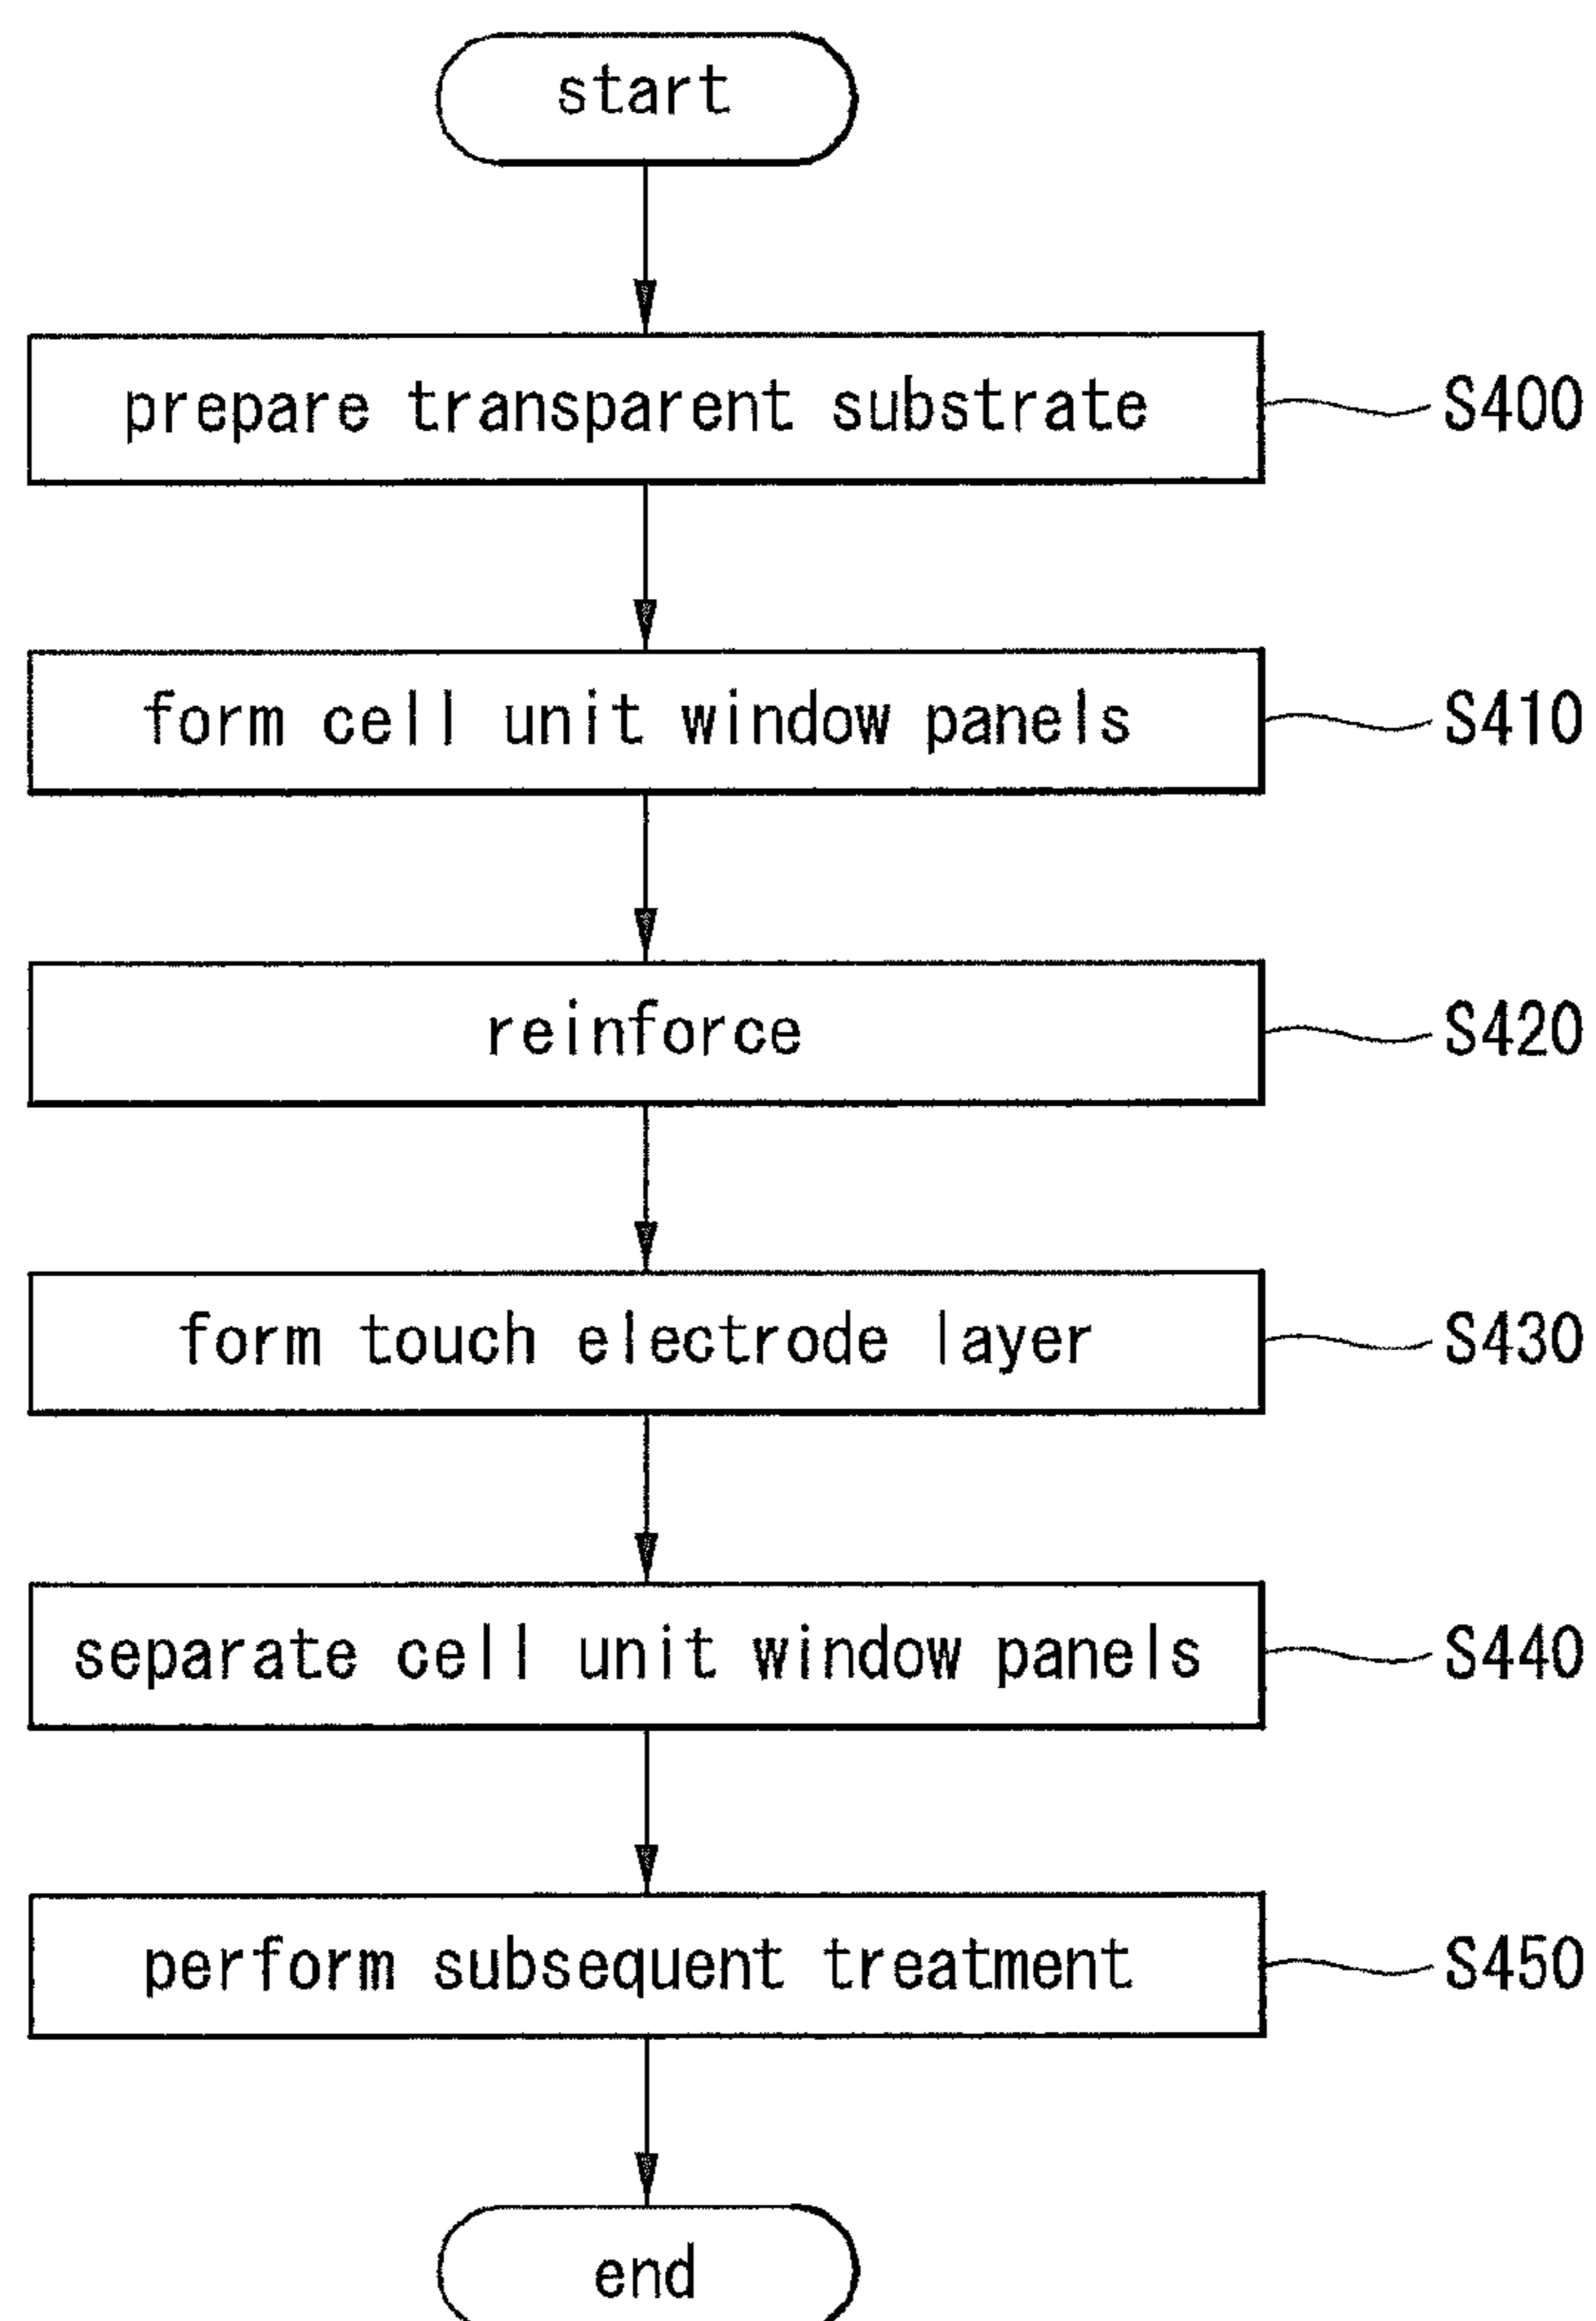 start
prepare transparent substrate
S400
form cell unit window panels
S410
reinforce
S420
form touch electrode layer
S430
separate cell unit window panels
S440
perform subsequent treatment
S450
end